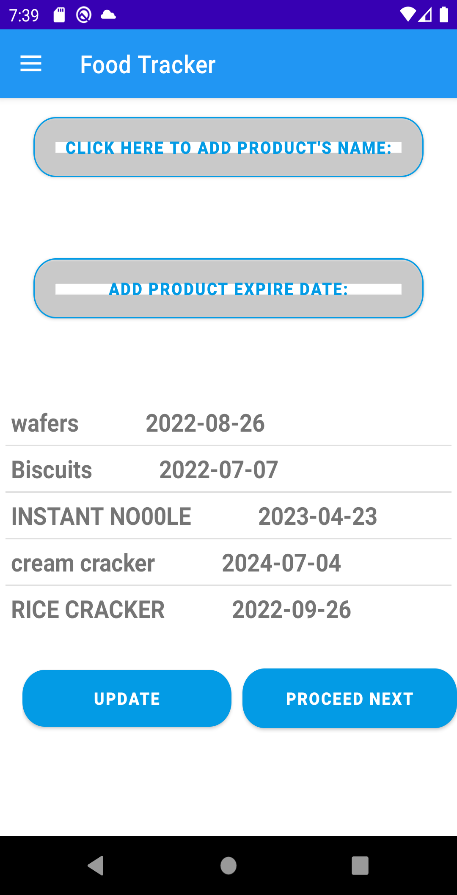 7:39
Food Tracker
CLICK HERE TO ADD PRODUCT'S NAME:
ADD PRODUCT EXPIRE DATE:
wafers 2022-08-26
Biscuits 2022-07-07
INSTANT NO00LE 2023-04-23
cream cracker 2024-07-04
RICE CRACKER 2022-09-26
UPDATE PROCEED NEXT